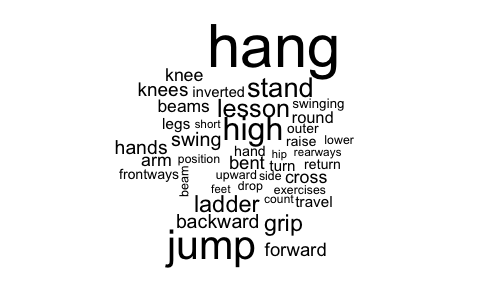 hang
knee
knees inverted stand
beams lesson swinging
legs short high round
outer
hands swing raise lower
arm position hand hip rearways
bent turn return
frontways beam upward side cross
feet drop exercises
ladder count travel
backward grip
jump forward